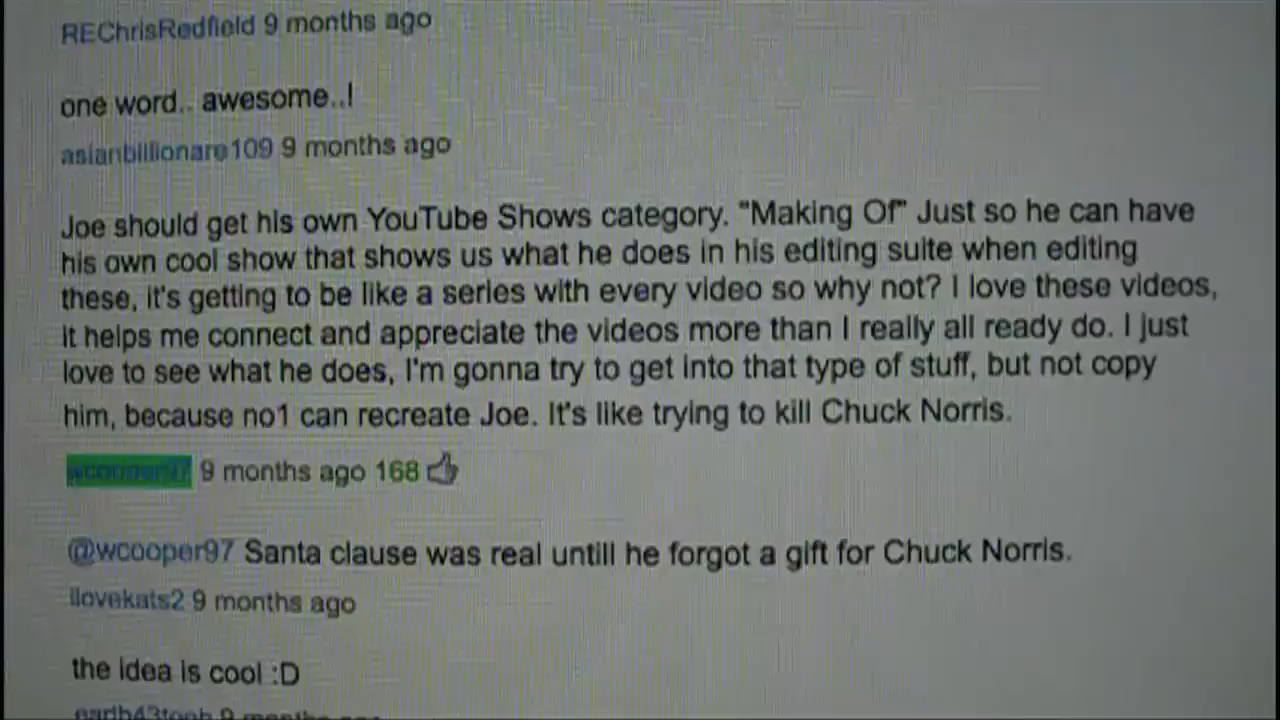 REChrisRedfield 9 months ago
one word.. awesome..!
asianbillionare109 9 months ago
Joe should get his own YouTube Shows category. "Making Of" Just so he can have
his own cool show that shows us what he does in his editing suite when editing
these, it's getting to be like a series with every video so why not? I love these videos,
it helps me connect and appreciate the videos more than I really all ready do. I just
love to see what he does, I'm gonna try to get into that type of stuff, but not copy
him, because no1 can recreate Joe. It's like trying to kill Chuck Norris.
wcooper97 9 months ago 168
@wcooper97 Santa clause was real untill he forgot a gift for Chuck Norris.
ilovekats2 9 months ago
the idea is cool :D
9 months ago